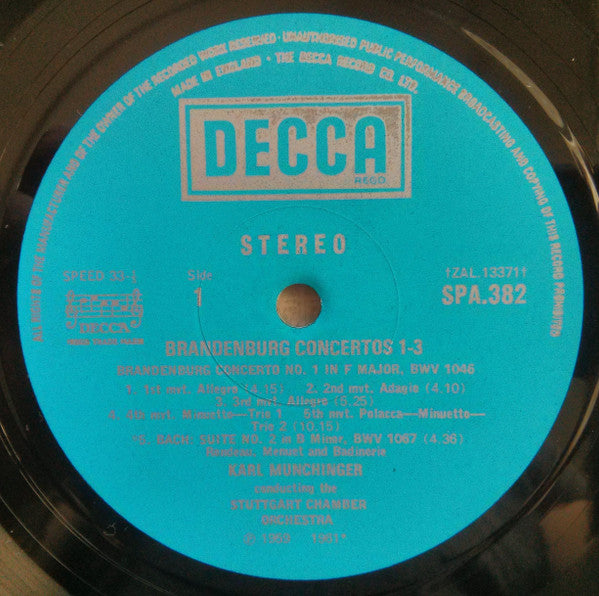 ALL RIGHTS OF THE MANUFACTURER AND OF THE OWNER OF THE RECORDED WORK RESERVED · UNAUTHORISED PUBLIC PERFORMANCE BROADCASTING AND COPYING OF THIS RECORD PROHIBITED
MADE IN ENGLAND · THE DECCA RECORD CO. LTD.
DECCA
REGD
STEREO
SPEED 33⅓
Side
1
†ZAL.13371†
SPA.382
DECCA
BRANDENBURG CONCERTOS 1-3
BRANDENBURG CONCERTO NO. 1 IN F MAJOR, BWV 1046
1. 1st mvt. Allegro (4.15) 2. 2nd mvt. Adagio (4.10)
3. 3rd mvt. Allegro (5.25)
4. 4th mvt. Minuetto—Trio 1 5th mvt. Polacca—Minuetto—
Trio 2 (10.15)
*5. BACH: SUITE NO. 2 in B Minor, BWV 1067 (4.36)
Rondeau, Menuet and Badinerie
KARL MUNCHINGER
conducting the
STUTTGART CHAMBER
ORCHESTRA
℗ 1959 1961*